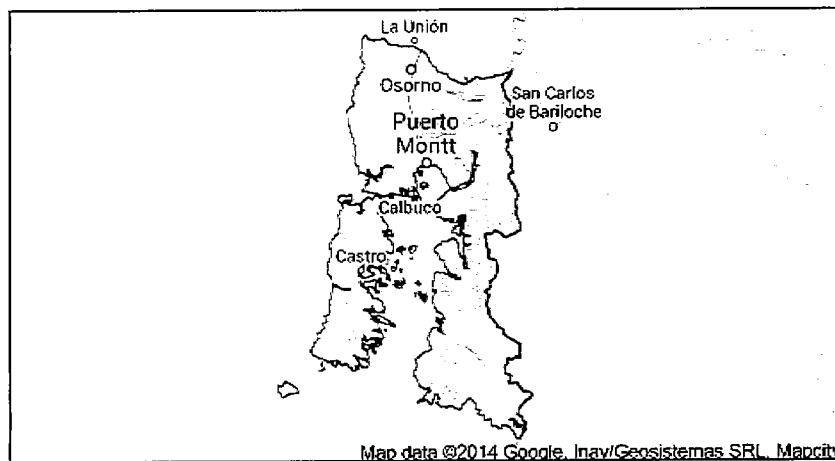 La Unión
Osorno
San Carlos
de Bariloche
Puerto
Montt
Calbuco
Castro
Map data ©2014 Google, Inav/Geosistemas SRL, Mapcity